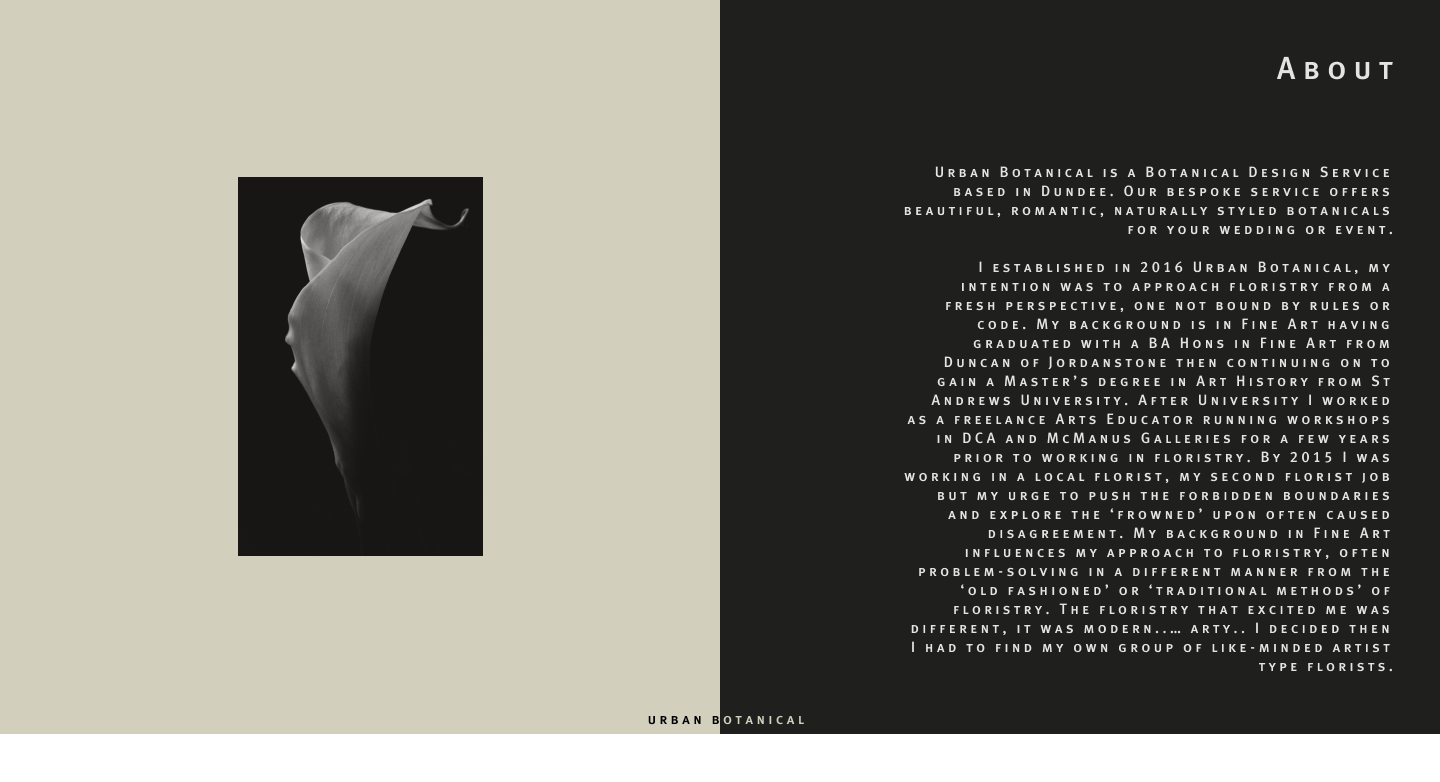 About
Urban Botanical is a Botanical Design Service
based in Dundee. Our bespoke service offers
beautiful, romantic, naturally styled botanicals
for your wedding or event.
I established in 2016 Urban Botanical, my
intention was to approach floristry from a
fresh perspective, one not bound by rules or
code. My background is in Fine Art having
graduated with a BA Hons in Fine Art from
Duncan of Jordanstone then continuing on to
gain a Master’s degree in Art History from St
Andrews University. After University I worked
as a freelance Arts Educator running workshops
in DCA and McManus Galleries for a few years
prior to working in floristry. By 2015 I was
working in a local florist, my second florist job
but my urge to push the forbidden boundaries
and explore the ‘frowned’ upon often caused
disagreement. My background in Fine Art
influences my approach to floristry, often
problem-solving in a different manner from the
‘old fashioned’ or ‘traditional methods’ of
floristry. The floristry that excited me was
different, it was modern..… arty.. I decided then
I had to find my own group of like-minded artist
type florists.
URBAN BOTANICAL